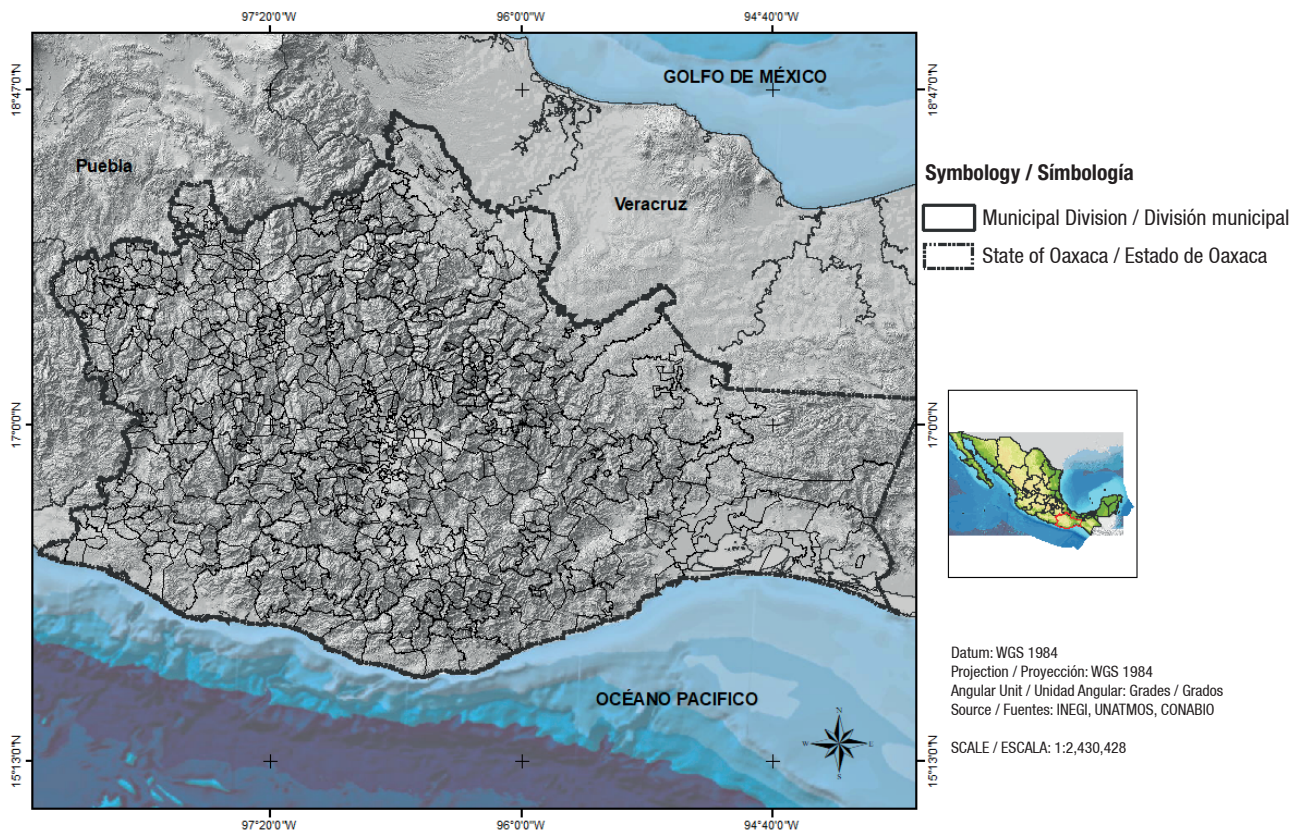 97°20'0"W
96°0'0"W
94°40'0"W
18°47'0"N
18°47'0"N
GOLFO DE MÉXICO
Puebla
Veracruz
Symbology / Símbología
Municipal Division / División municipal
State of Oaxaca / Estado de Oaxaca
17°0'0"N
17°0'0"N
OCÉANO PACIFICO
N
W
E
S
15°13'0"N
15°13'0"N
Datum: WGS 1984
Projection / Proyección: WGS 1984
Angular Unit / Unidad Angular: Grades / Grados
Source / Fuentes: INEGI, UNATMOS, CONABIO
SCALE / ESCALA: 1:2,430,428
97°20'0"W
96°0'0"W
94°40'0"W